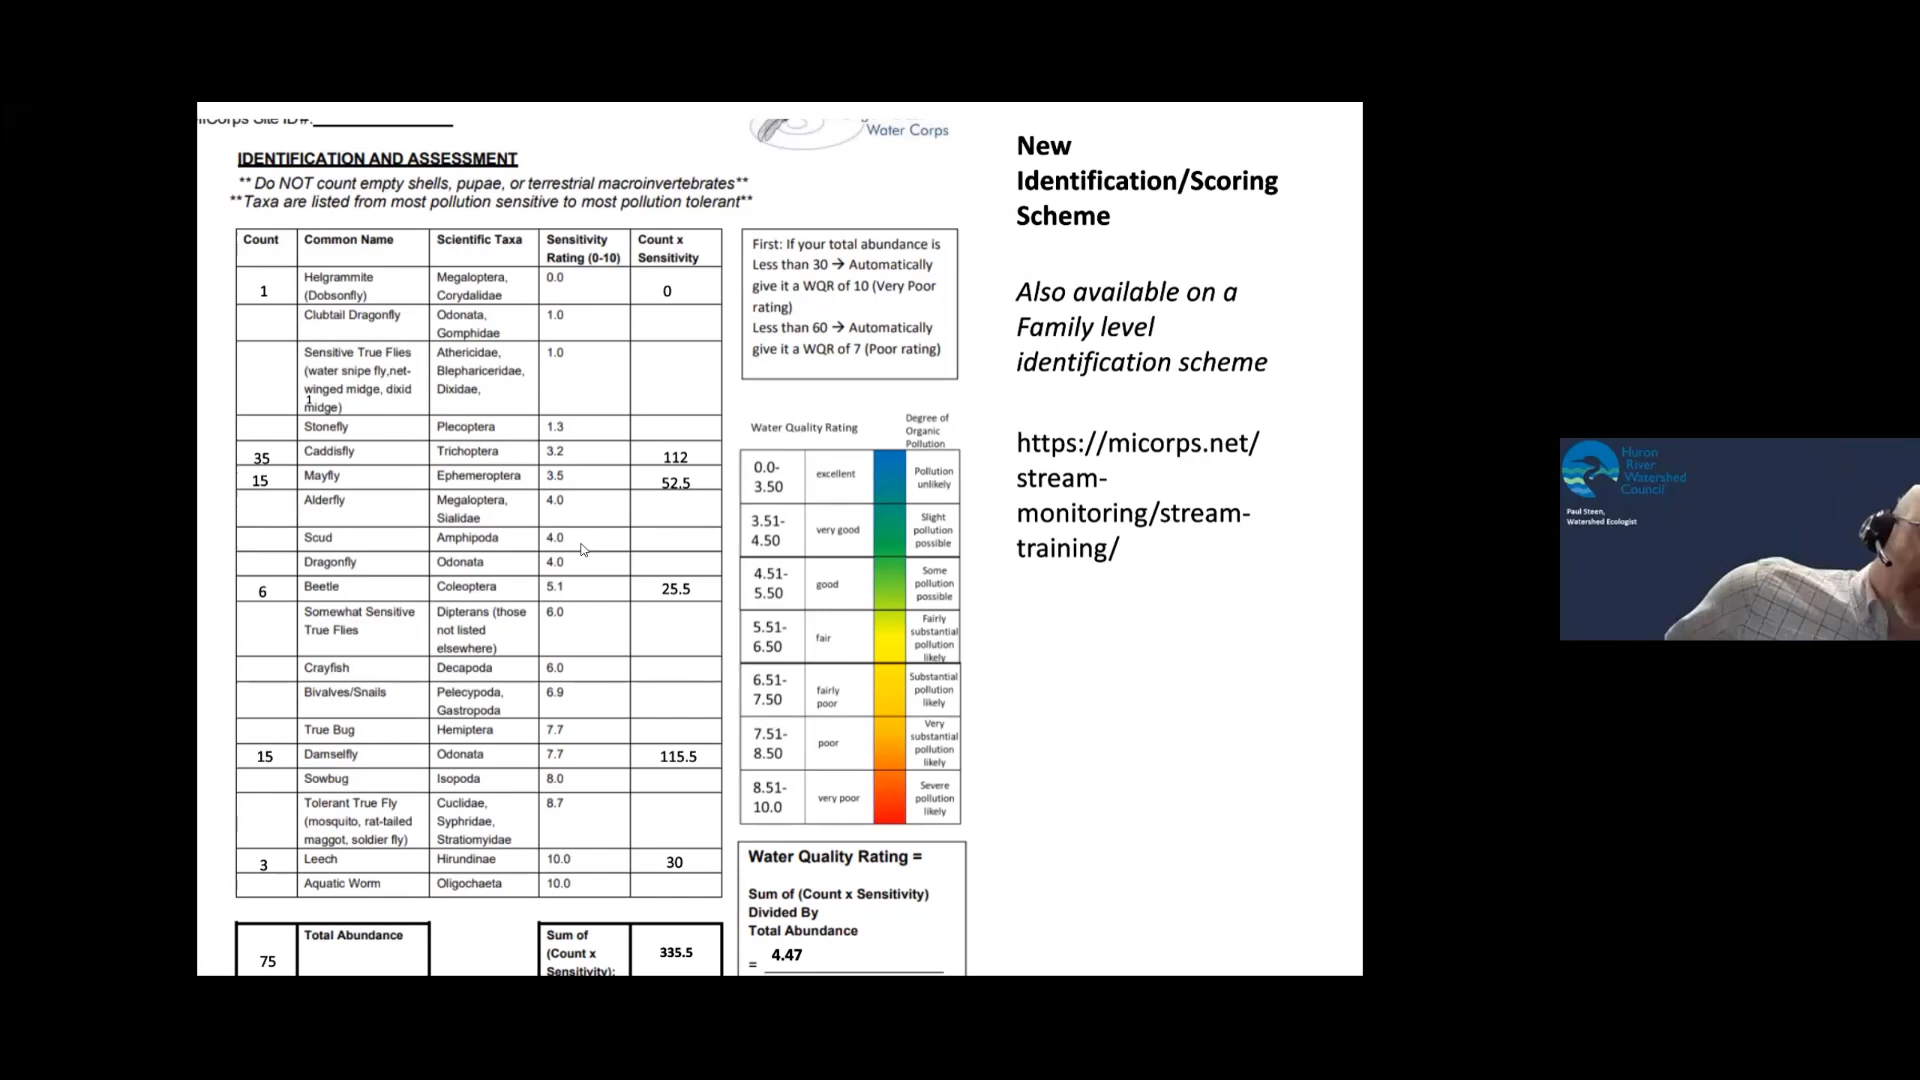 MiCorps Site ID#:
Water Corps
IDENTIFICATION AND ASSESSMENT
** Do NOT count empty shells, pupae, or terrestrial macroinvertebrates**
**Taxa are listed from most pollution sensitive to most pollution tolerant**
Count Common Name Scientific Taxa Sensitivity Rating (0-10) Count x Sensitivity
1 Helgrammite (Dobsonfly) Megaloptera, Corydalidae 0.0 0
Clubtail Dragonfly Odonata, Gomphidae 1.0
Sensitive True Flies (water snipe fly,net-winged midge, dixid midge) Athericidae, Blephariceridae, Dixidae, 1.0
1
Stonefly Plecoptera 1.3
35 Caddisfly Trichoptera 3.2 112
15 Mayfly Ephemeroptera 3.5 52.5
Alderfly Megaloptera, Sialidae 4.0
Scud Amphipoda 4.0
Dragonfly Odonata 4.0
6 Beetle Coleoptera 5.1 25.5
Somewhat Sensitive True Flies Dipterans (those not listed elsewhere) 6.0
Crayfish Decapoda 6.0
Bivalves/Snails Pelecypoda, Gastropoda 6.9
True Bug Hemiptera 7.7
15 Damselfly Odonata 7.7 115.5
Sowbug Isopoda 8.0
Tolerant True Fly (mosquito, rat-tailed maggot, soldier fly) Cuclidae, Syphridae, Stratiomyidae 8.7
3 Leech Hirundinae 10.0 30
Aquatic Worm Oligochaeta 10.0
75 Total Abundance
Sum of (Count x Sensitivity): 335.5
First: If your total abundance is
Less than 30 → Automatically
give it a WQR of 10 (Very Poor
rating)
Less than 60 → Automatically
give it a WQR of 7 (Poor rating)
Water Quality Rating Degree of Organic Pollution
0.0-3.50 excellent Pollution unlikely
3.51-4.50 very good Slight pollution possible
4.51-5.50 good Some pollution possible
5.51-6.50 fair Fairly substantial pollution likely
6.51-7.50 fairly poor Substantial pollution likely
7.51-8.50 poor Very substantial pollution likely
8.51-10.0 very poor Severe pollution likely
Water Quality Rating =
Sum of (Count x Sensitivity)
Divided By
Total Abundance
= 4.47
New
Identification/Scoring
Scheme
Also available on a
Family level
identification scheme
https://micorps.net/
stream-
monitoring/stream-
training/
Huron
River
Watershed
Council
Paul Steen,
Watershed Ecologist